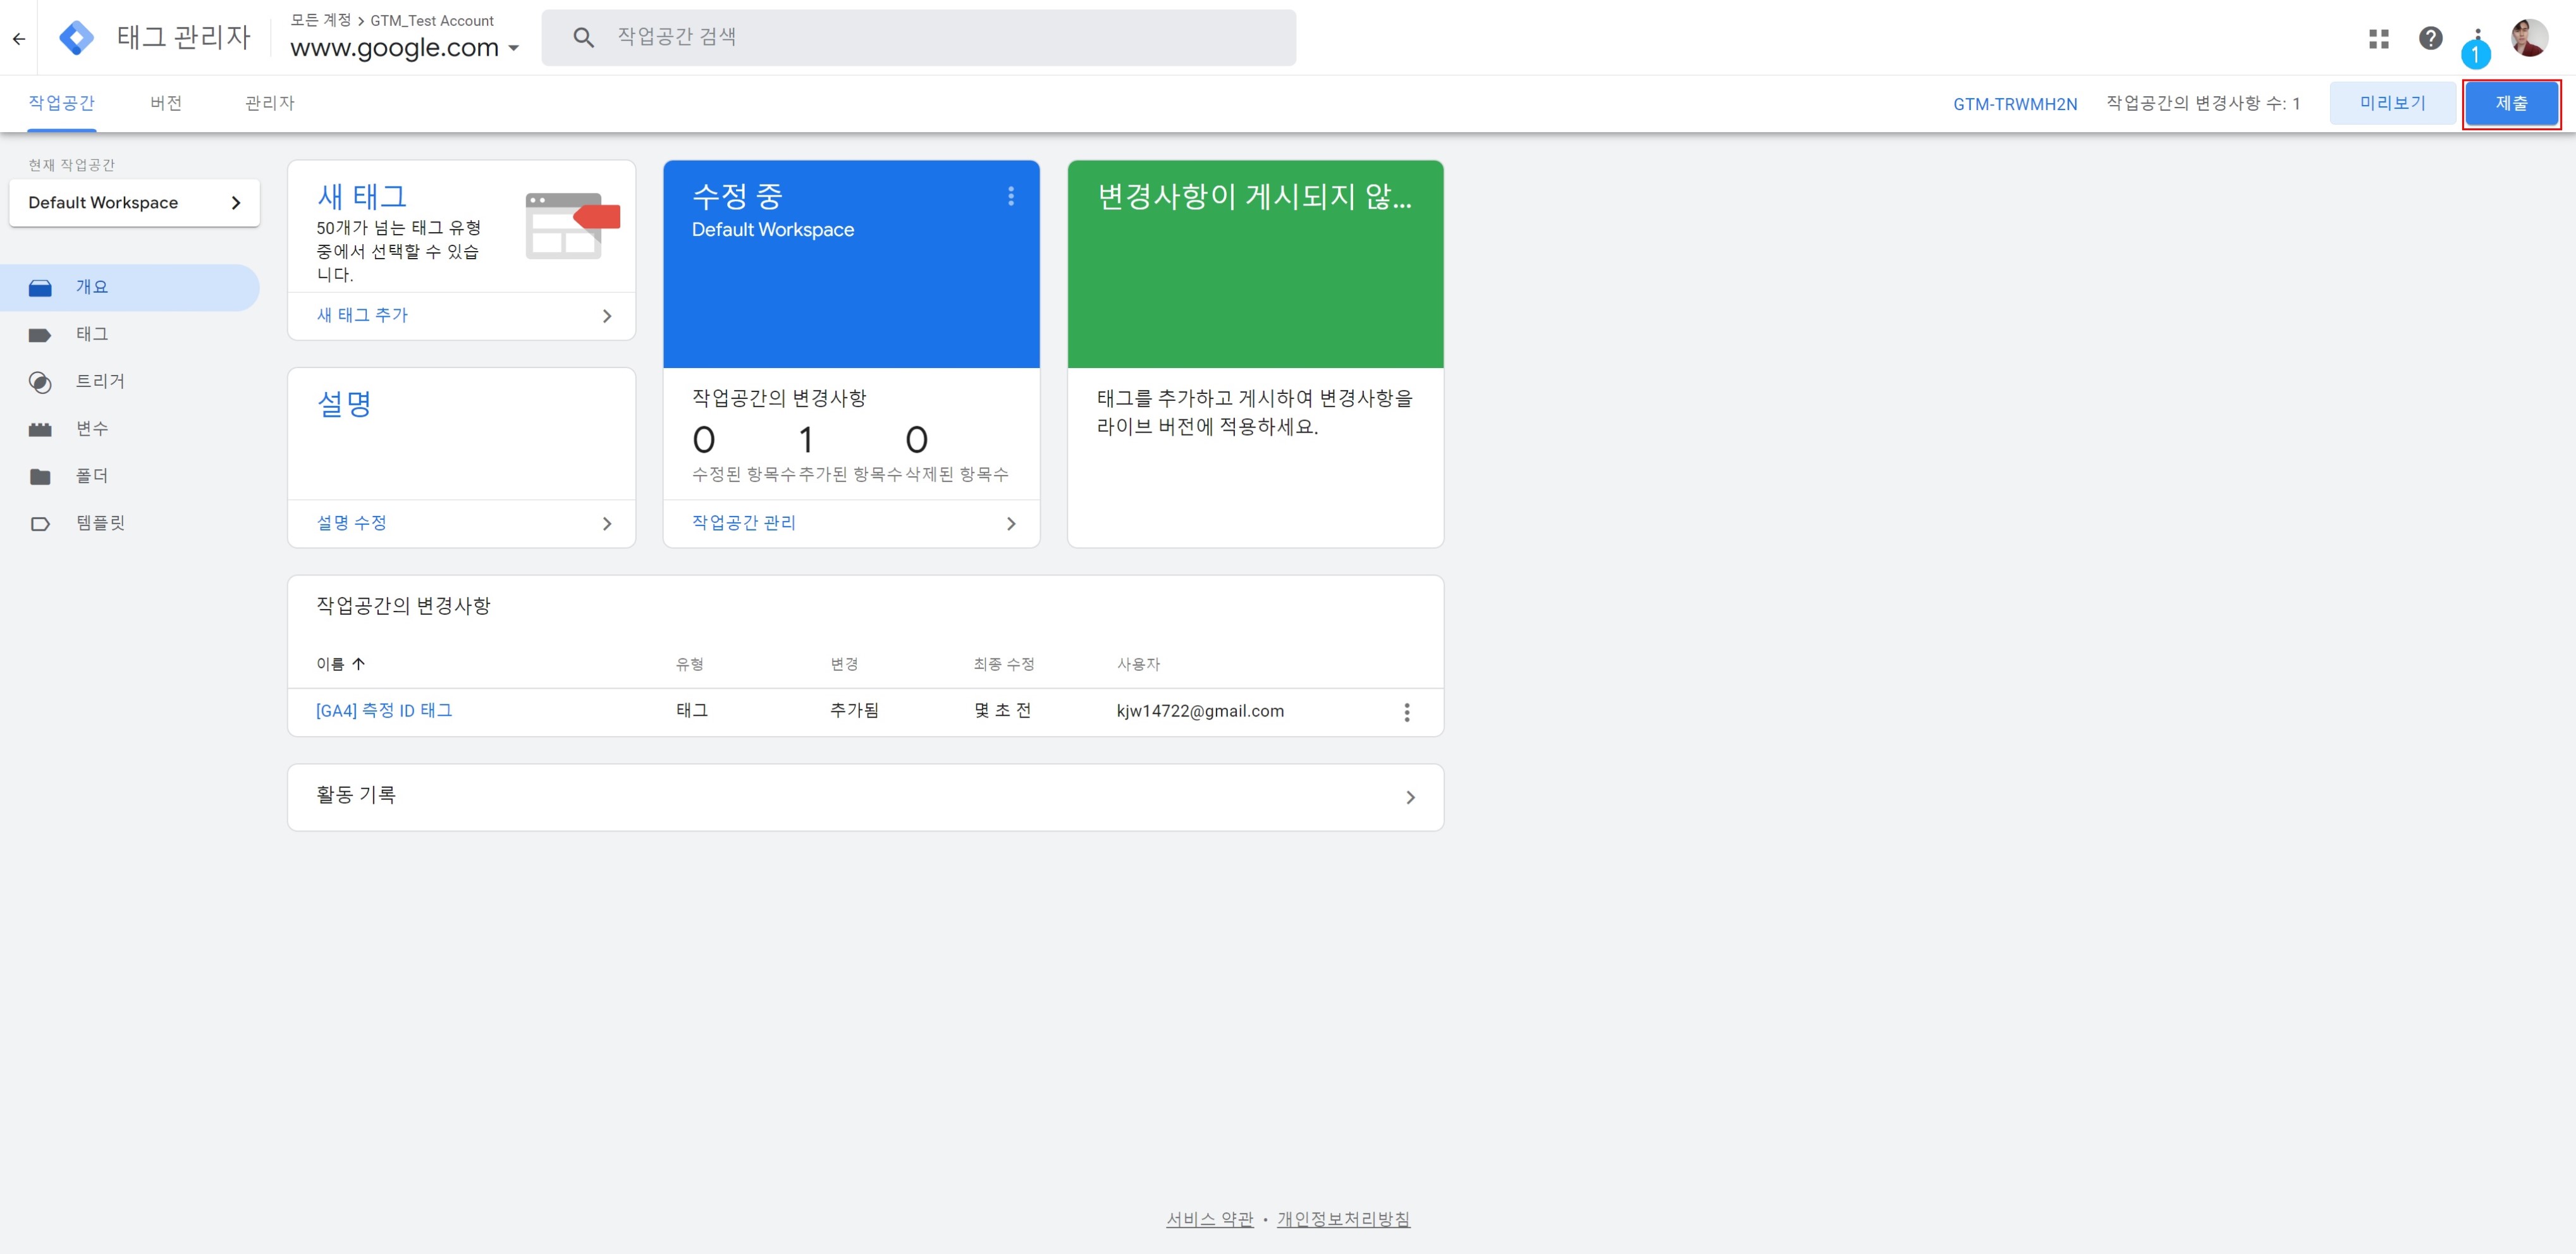 모든 계정 > GTM_Test Account
태그 관리자
www.google.com
작업공간 검색
1
작업공간
버전
관리자
GTM-TRWMH2N
작업공간의 변경사항 수: 1
미리보기
제출
현재 작업공간
Default Workspace
개요
태그
트리거
변수
폴더
템플릿
새 태그
50개가 넘는 태그 유형
중에서 선택할 수 있습
니다.
새 태그 추가
설명
설명 수정
수정 중
Default Workspace
작업공간의 변경사항
0 1 0
수정된 항목수 추가된 항목수 삭제된 항목수
작업공간 관리
변경사항이 게시되지 않...
태그를 추가하고 게시하여 변경사항을
라이브 버전에 적용하세요.
작업공간의 변경사항
이름 유형 변경 최종 수정 사용자
[GA4] 측정 ID 태그 태그 추가됨 몇 초 전 kjw14722@gmail.com
활동 기록
서비스 약관 • 개인정보처리방침